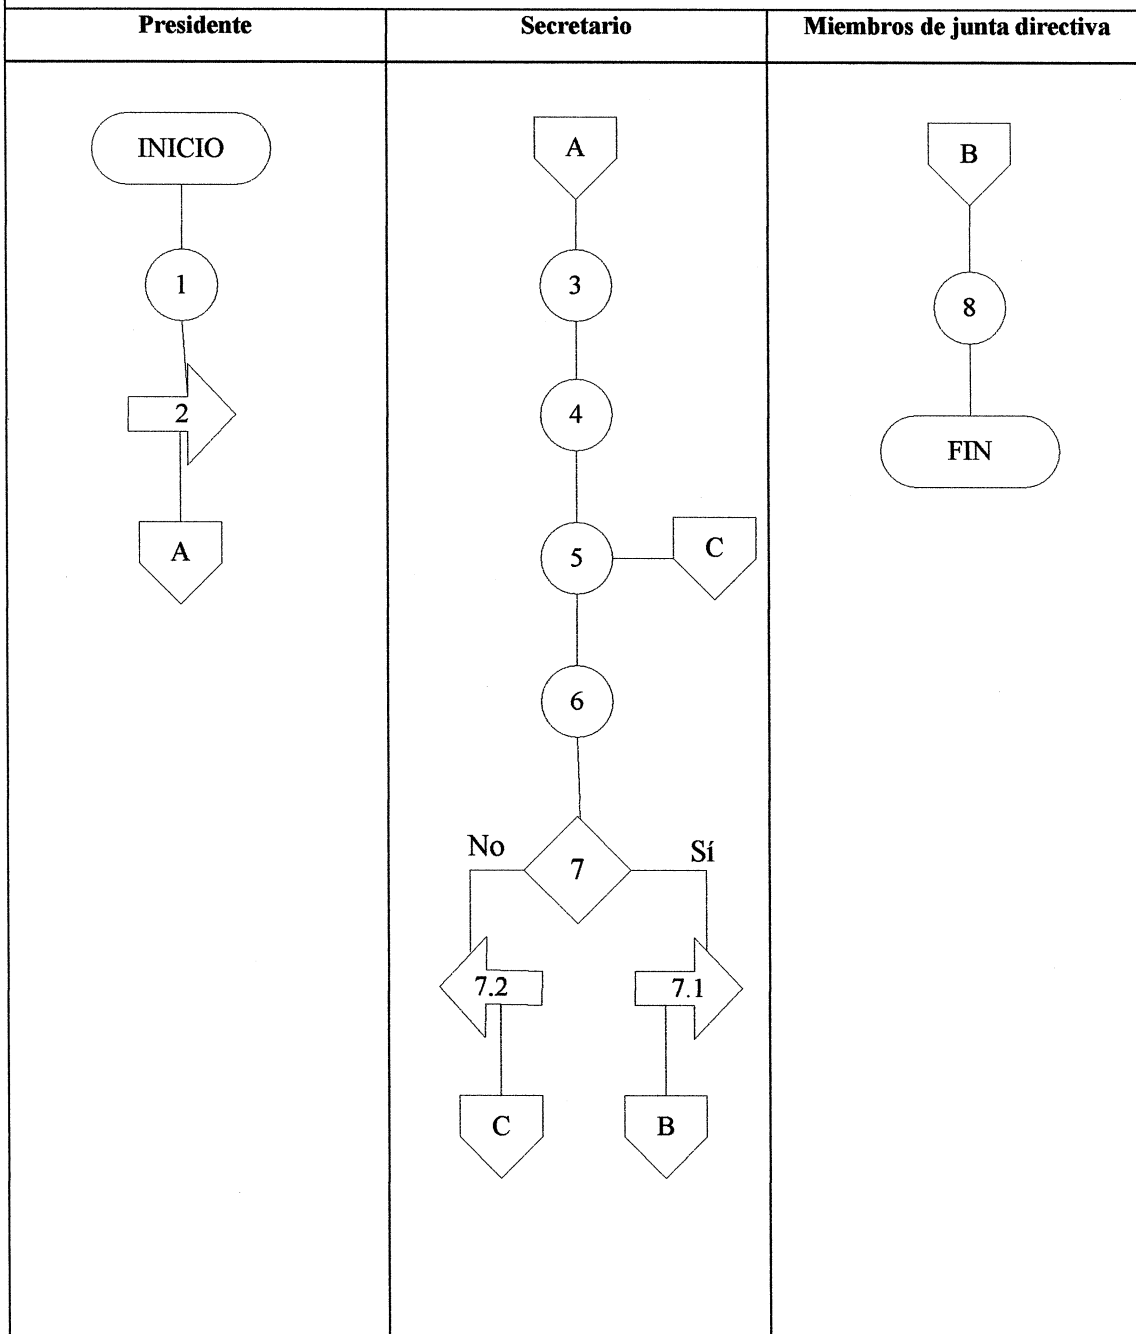 Presidente
Secretario
Miembros de junta directiva
INICIO
1
2
A
A
3
4
5
C
6
7
No
Sí
7.2
7.1
C
B
B
8
FIN